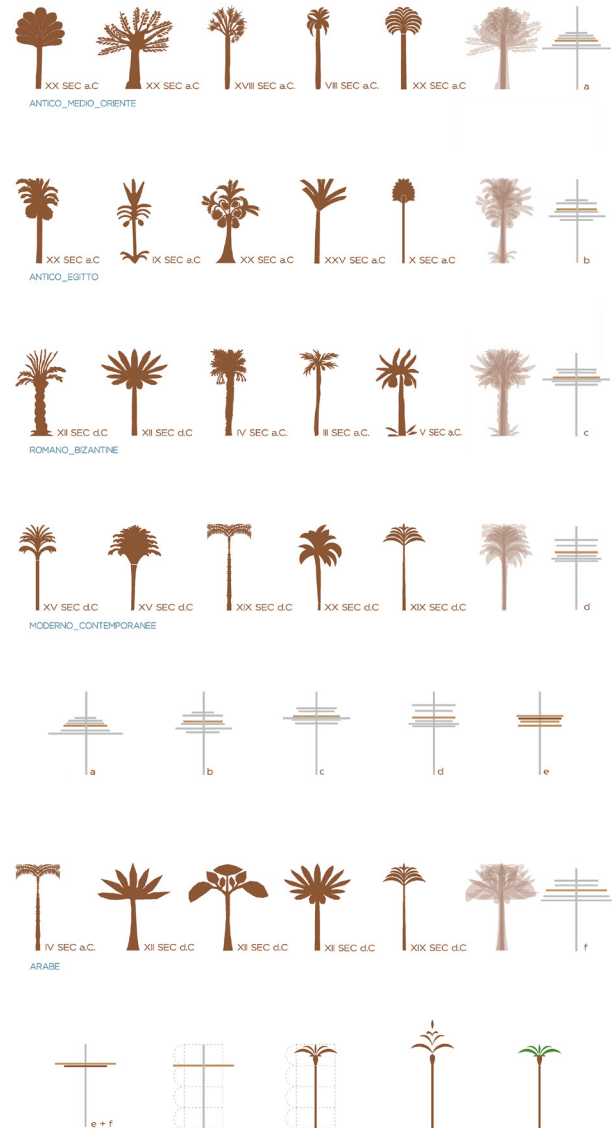 XX SEC a.C XX SEC a.C XVIII SEC a.C. VIII SEC a.C. XX SEC a.C a
ANTICO_MEDIO_ORIENTE
XX SEC a.C IX SEC a.C XX SEC a.C XXV SEC a.C X SEC a.C b
ANTICO_EGITTO
XII SEC d.C XII SEC d.C IV SEC a.C. III SEC a.C. V SEC a.C. c
ROMANO_BIZANTINE
XV SEC d.C XV SEC d.C XIX SEC d.C XX SEC d.C XIX SEC d.C d
MODERNO_CONTEMPORANEE
a b c d e
IV SEC a.C. XII SEC d.C XII SEC d.C XII SEC d.C XIX SEC d.C f
ARABE
e + f